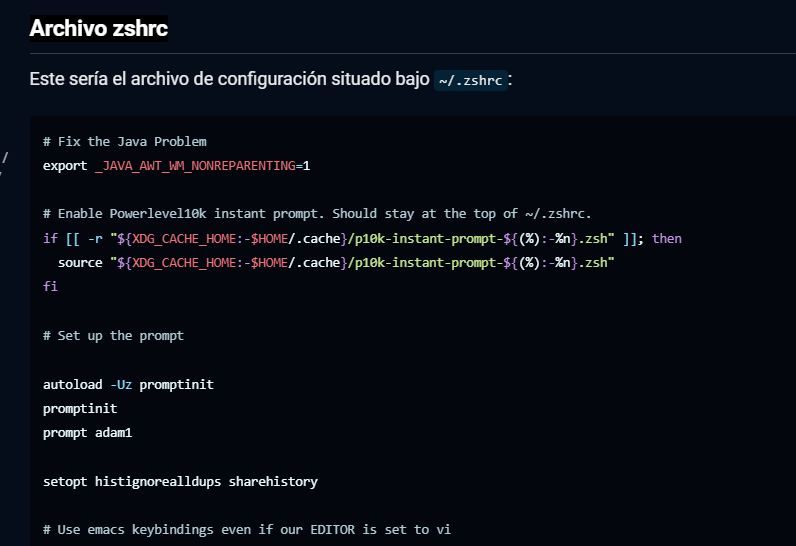 Archivo zshrc
Este sería el archivo de configuración situado bajo ~/.zshrc:
# Fix the Java Problem
export _JAVA_AWT_WM_NONREPARENTING=1
# Enable Powerlevel10k instant prompt. Should stay at the top of ~/.zshrc.
if [[ -r "${XDG_CACHE_HOME:-$HOME/.cache}/p10k-instant-prompt-${(%):-%n}.zsh" ]]; then
  source "${XDG_CACHE_HOME:-$HOME/.cache}/p10k-instant-prompt-${(%):-%n}.zsh"
fi
# Set up the prompt
autoload -Uz promptinit
promptinit
prompt adam1
setopt histignorealldups sharehistory
# Use emacs keybindings even if our EDITOR is set to vi